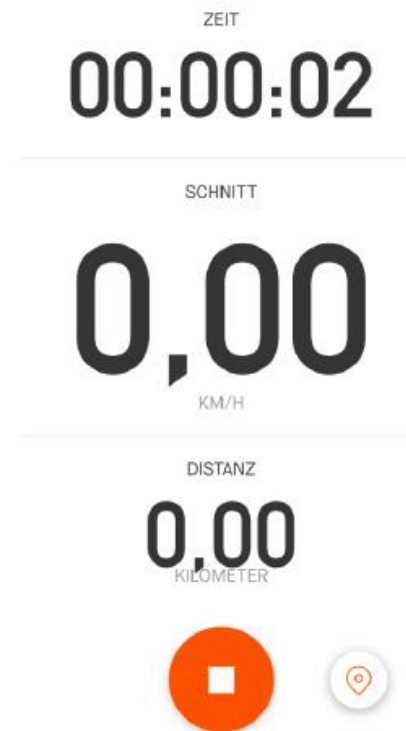 ZEIT
00:00:02
SCHNITT
0,00
KM/H
DISTANZ
0,00
KILOMETER